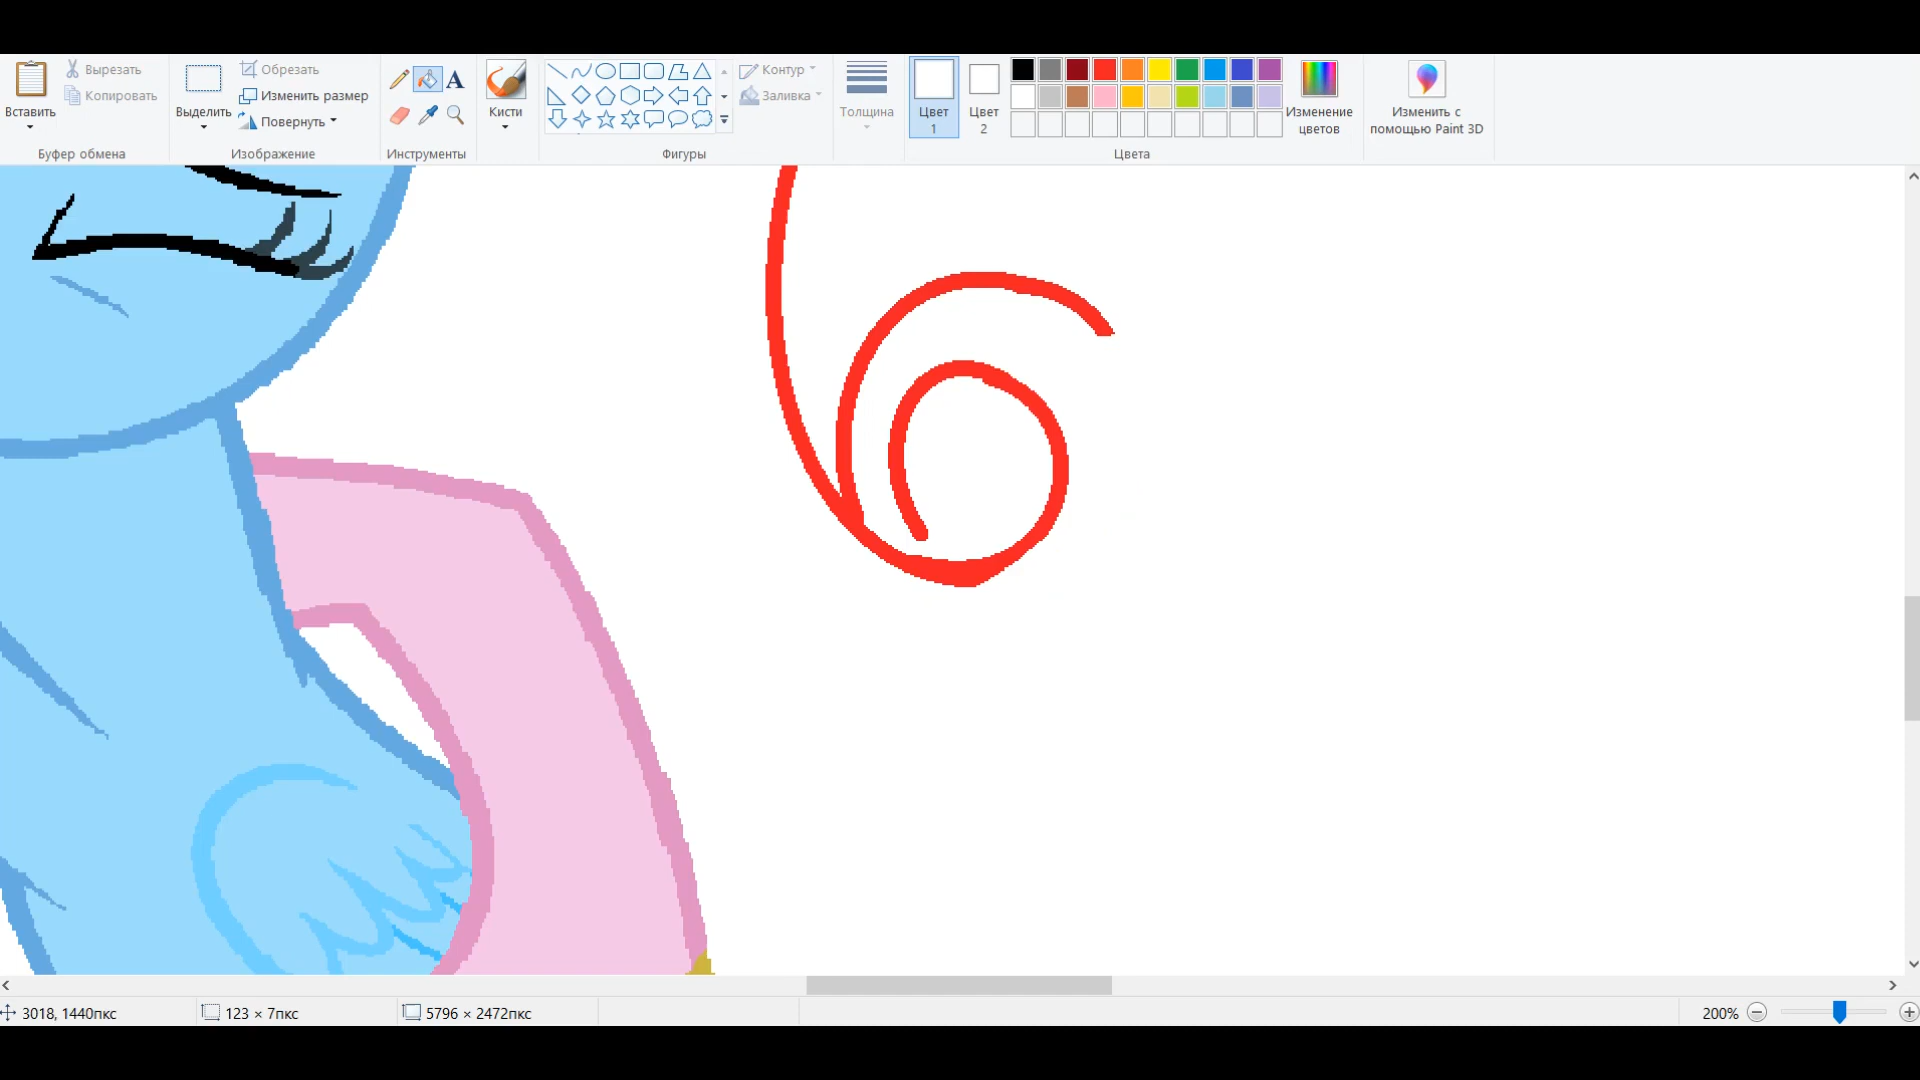 Вставить
Вырезать
Копировать
Буфер обмена
Выделить
Обрезать
Изменить размер
Повернуть
Изображение
A
Инструменты
Кисти
Контур
Заливка
Фигуры
Толщина
Цвет
1
Цвет
2
Изменение
цветов
Цвета
Изменить с
помощью Paint 3D
3018, 1440пкс
123 × 7пкс
5796 × 2472пкс
200%